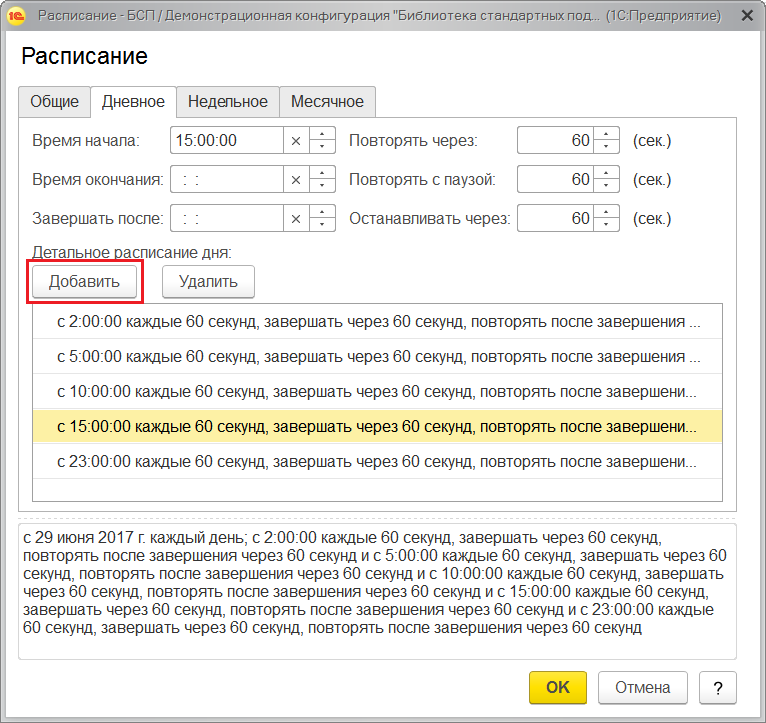 Расписание - БСП / Демонстрационная конфигурация "Библиотека стандартных под... (1С:Предприятие)
Расписание
Общие Дневное Недельное Месячное
Время начала: 15:00:00 Повторять через: 60 (сек.)
Время окончания: : : Повторять с паузой: 60 (сек.)
Завершать после: : : Останавливать через: 60 (сек.)
Детальное расписание дня:
Добавить Удалить
с 2:00:00 каждые 60 секунд, завершать через 60 секунд, повторять после завершения ...
с 5:00:00 каждые 60 секунд, завершать через 60 секунд, повторять после завершения ...
с 10:00:00 каждые 60 секунд, завершать через 60 секунд, повторять после завершени...
с 15:00:00 каждые 60 секунд, завершать через 60 секунд, повторять после завершени...
с 23:00:00 каждые 60 секунд, завершать через 60 секунд, повторять после завершени...
с 29 июня 2017 г. каждый день; с 2:00:00 каждые 60 секунд, завершать через 60 секунд,
повторять после завершения через 60 секунд и с 5:00:00 каждые 60 секунд, завершать через 60
секунд, повторять после завершения через 60 секунд и с 10:00:00 каждые 60 секунд, завершать
через 60 секунд, повторять после завершения через 60 секунд и с 15:00:00 каждые 60 секунд,
завершать через 60 секунд, повторять после завершения через 60 секунд и с 23:00:00 каждые
60 секунд, завершать через 60 секунд, повторять после завершения через 60 секунд
OK Отмена ?